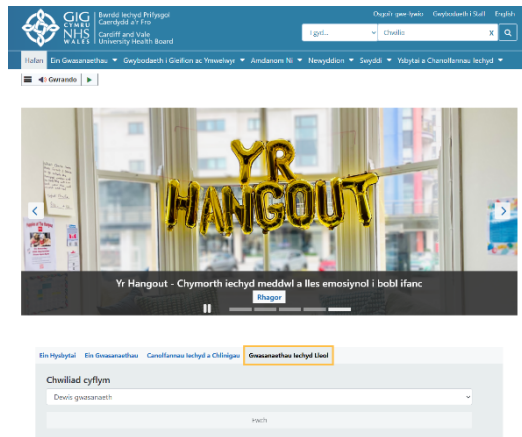 GIG
CYMRU
NHS
WALES
Bwrdd Iechyd Prifysgol
Caerdydd a'r Fro
Cardiff and Vale
University Health Board
Gwybodaeth i Staff
English
I gyd...
Chwilio
X
Hafan
Ein Gwasanaethau
Gwybodaeth i Gleifion ac Ymwelwyr
Amdanom Ni
Newyddion
Swyddi
Ysbytai a Chanolfannau Iechyd
Gwrando
YR
HANGOUT
Yr Hangout - Chymorth iechyd meddwl a lles emosiynol i bobl ifanc
Rhagor
Ein Hysbytai
Ein Gwasanaethau
Canolfannau Iechyd a Chlinigau
Gwasanaethau Iechyd Lleol
Chwiliad cyflym
Dewis gwasanaeth